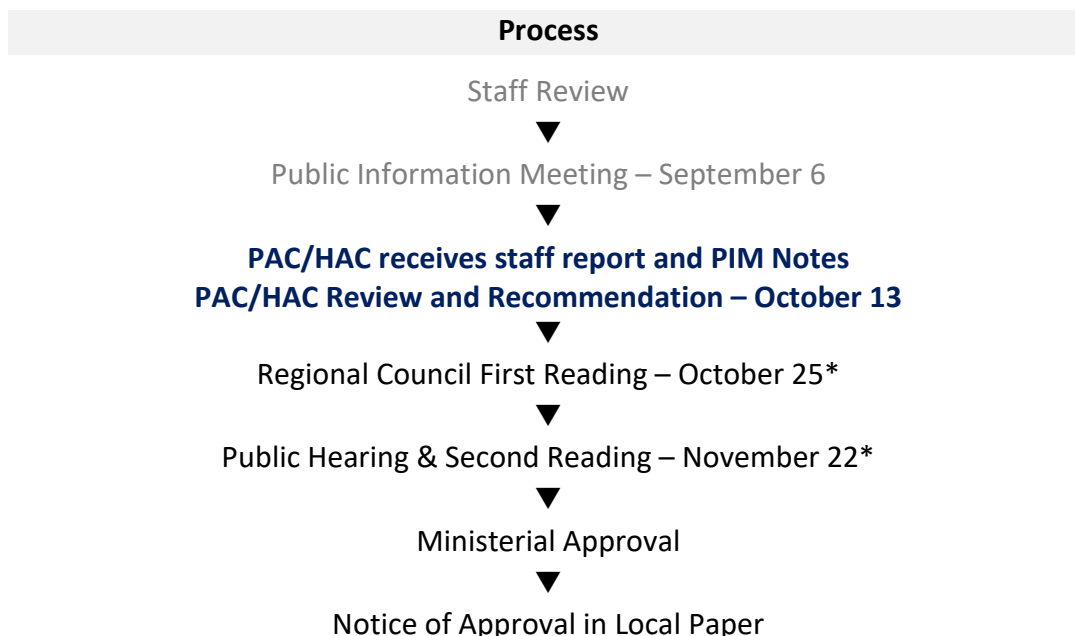 Process
Staff Review
Public Information Meeting – September 6
PAC/HAC receives staff report and PIM Notes
PAC/HAC Review and Recommendation – October 13
Regional Council First Reading – October 25*
Public Hearing & Second Reading – November 22*
Ministerial Approval
Notice of Approval in Local Paper